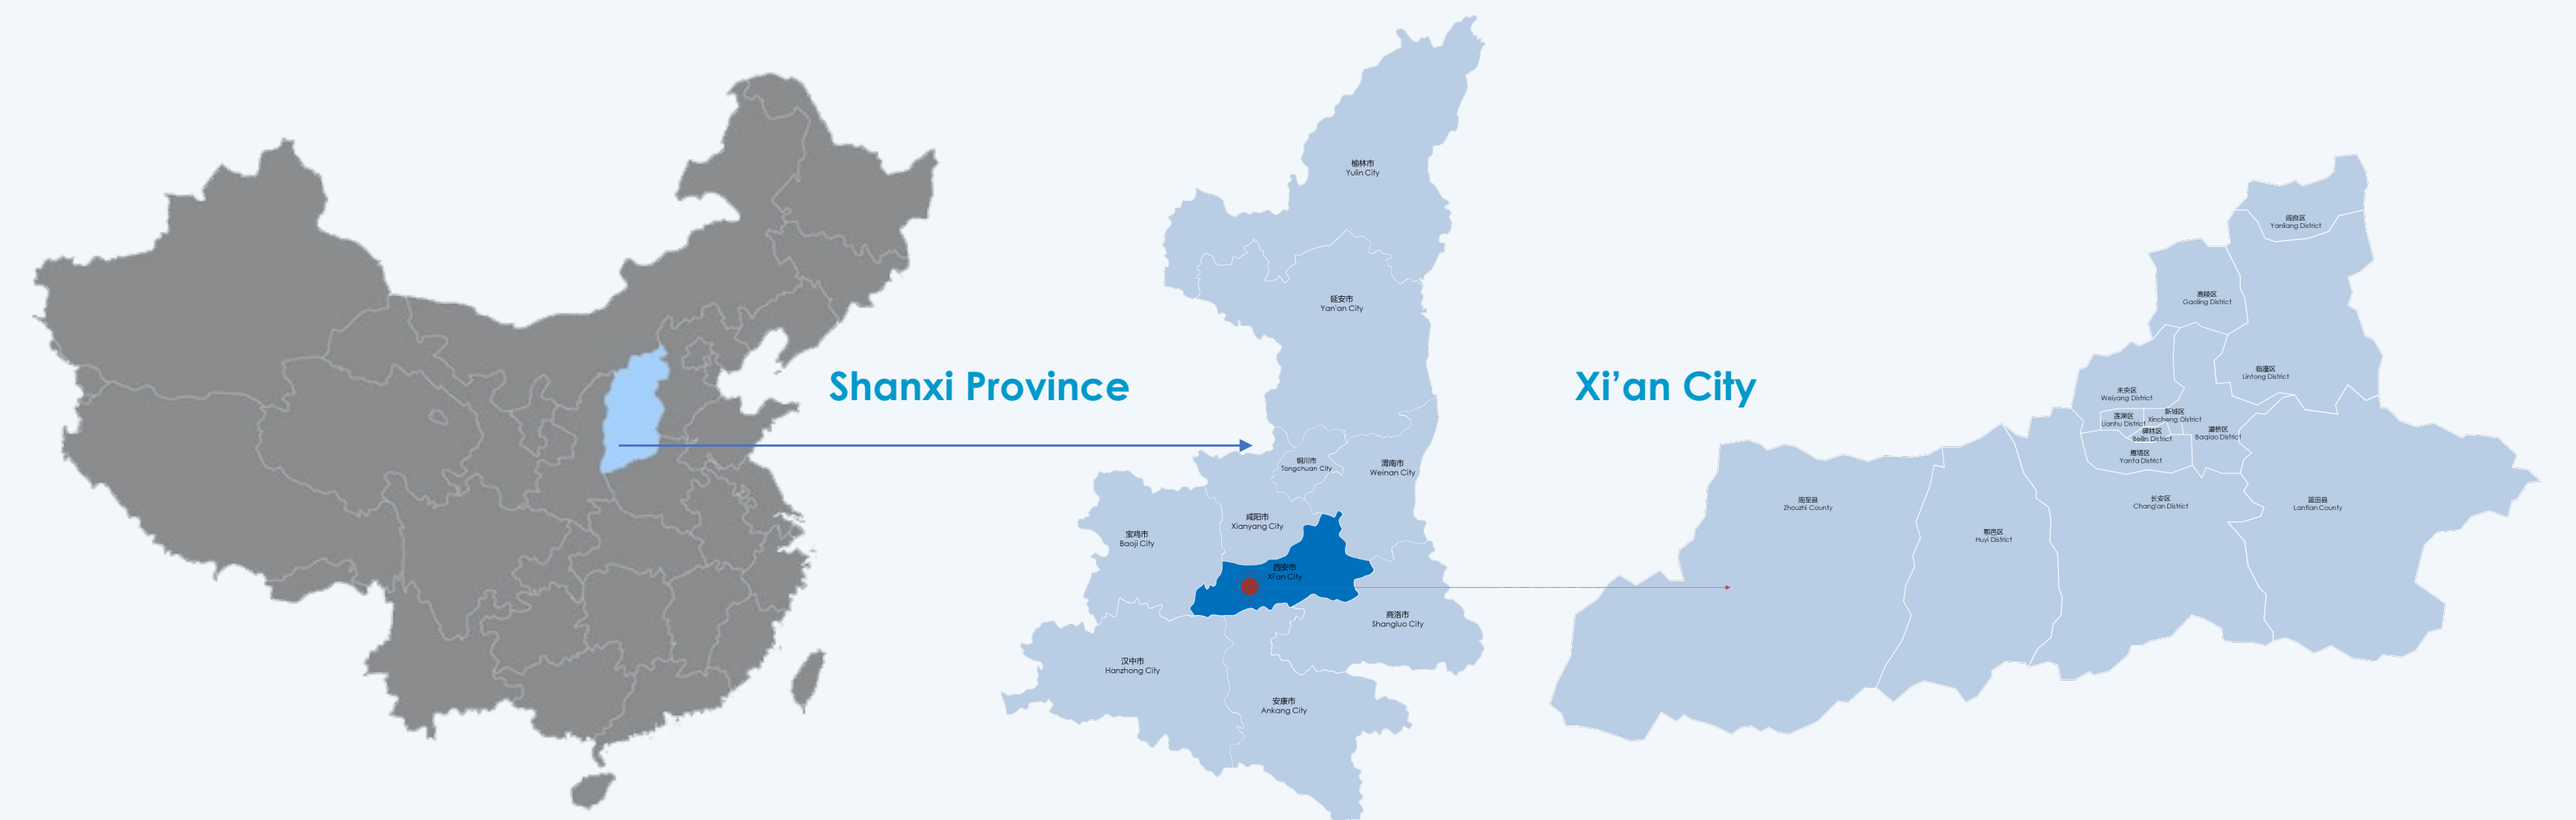 Shanxi Province
榆林市
Yulin City
延安市
Yan'an City
铜川市
Tongchuan City
渭南市
Weinan City
咸阳市
Xianyang City
宝鸡市
Baoji City
西安市
Xi'an City
商洛市
Shangluo City
汉中市
Hanzhong City
安康市
Ankang City
Xi’an City
阎良区
Yanliang District
高陵区
Gaoling District
临潼区
Lintong District
未央区
Weiyang District
莲湖区
Lianhu District
新城区
Xincheng District
碑林区
Beilin District
灞桥区
Baqiao District
雁塔区
Yanta District
周至县
Zhouzhi County
鄠邑区
Huyi District
长安区
Chang'an District
蓝田县
Lantian County